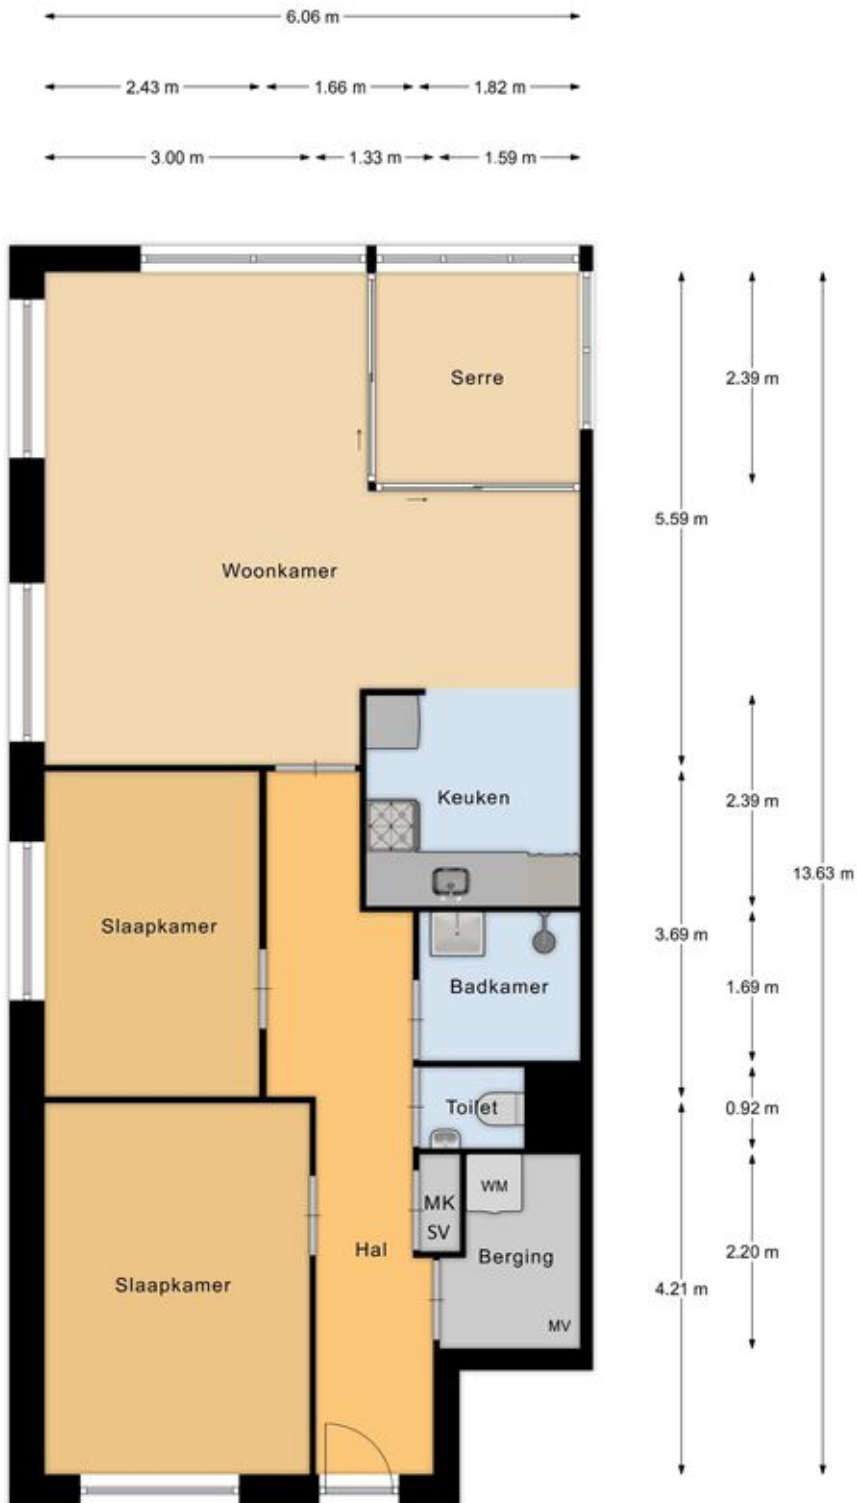 6.06 m
2.43 m 1.66 m 1.82 m
3.00 m 1.33 m 1.59 m
Serre
2.39 m
5.59 m
Woonkamer
Keuken
2.39 m
13.63 m
Slaapkamer
3.69 m
Badkamer
1.69 m
Toilet
0.92 m
WM
MK
SV
Hal
Berging
2.20 m
Slaapkamer
4.21 m
MV